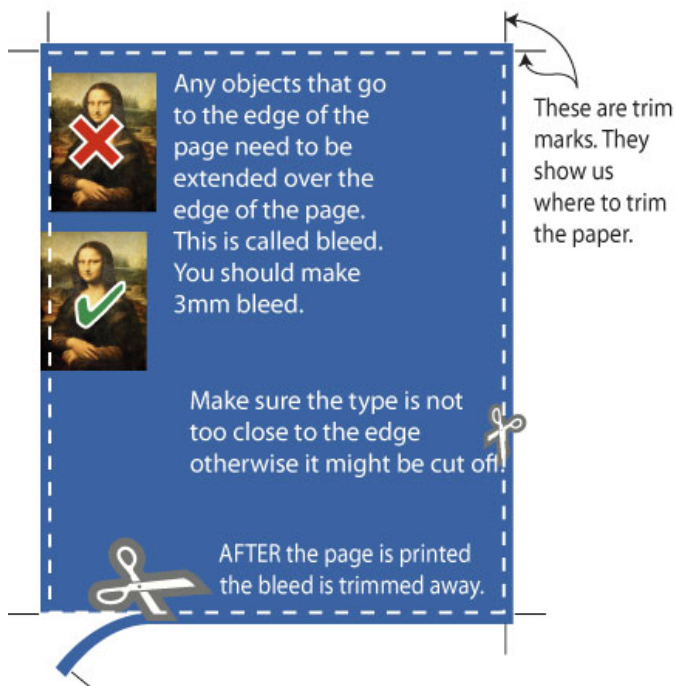 Any objects that go
to the edge of the
page need to be
extended over the
edge of the page.
This is called bleed.
You should make
3mm bleed.
These are trim
marks. They
show us
where to trim
the paper.
Make sure the type is not
too close to the edge
otherwise it might be cut off.
AFTER the page is printed
the bleed is trimmed away.